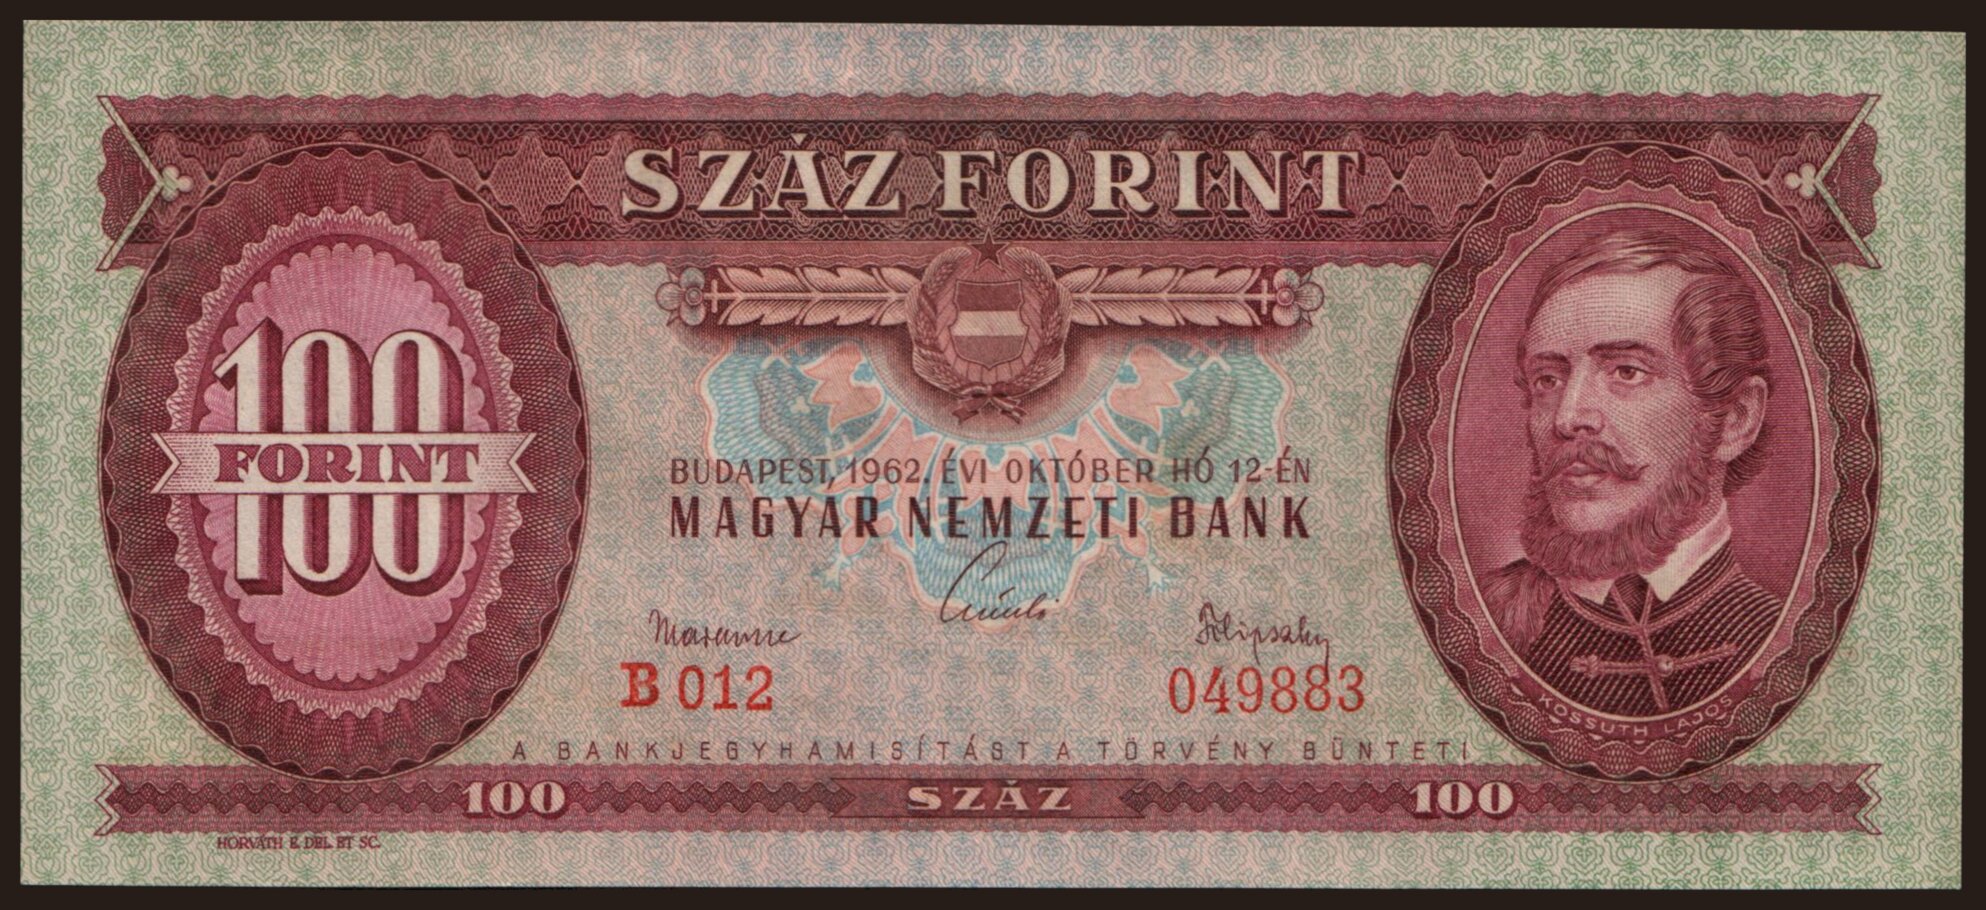 SZÁZ FORINT
100
FORINT
BUDAPEST, 1962. ÉVI OKTÓBER HÓ 12-ÉN
MAGYAR NEMZETI BANK
B 012
049883
KOSSUTH LAJOS
A BANKJEGYHAMISÍTÁST A TÖRVÉNY BÜNTETI
100 SZÁZ 100
HORVÁTH E. DEL. ET SC.